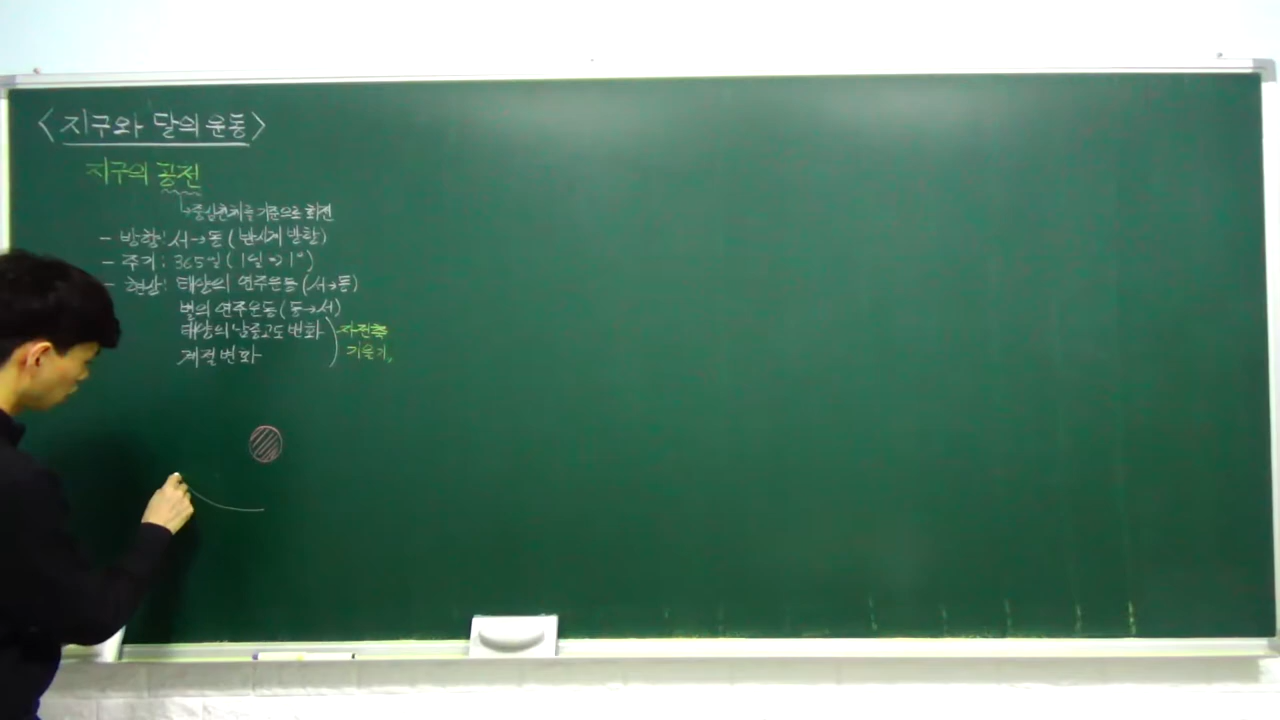 <지구와 달의 운동>
지구의 공전
↳중심천체를 기준으로 회전
- 방향: 서→동 (반시계 방향)
- 주기: 365일 (1일 ⇒ 1°)
- 현상: 태양의 연주운동 (서→동)
별의 연주운동 (동→서)
태양의 남중고도 변화 ) 자전축
계절변화 기울기,